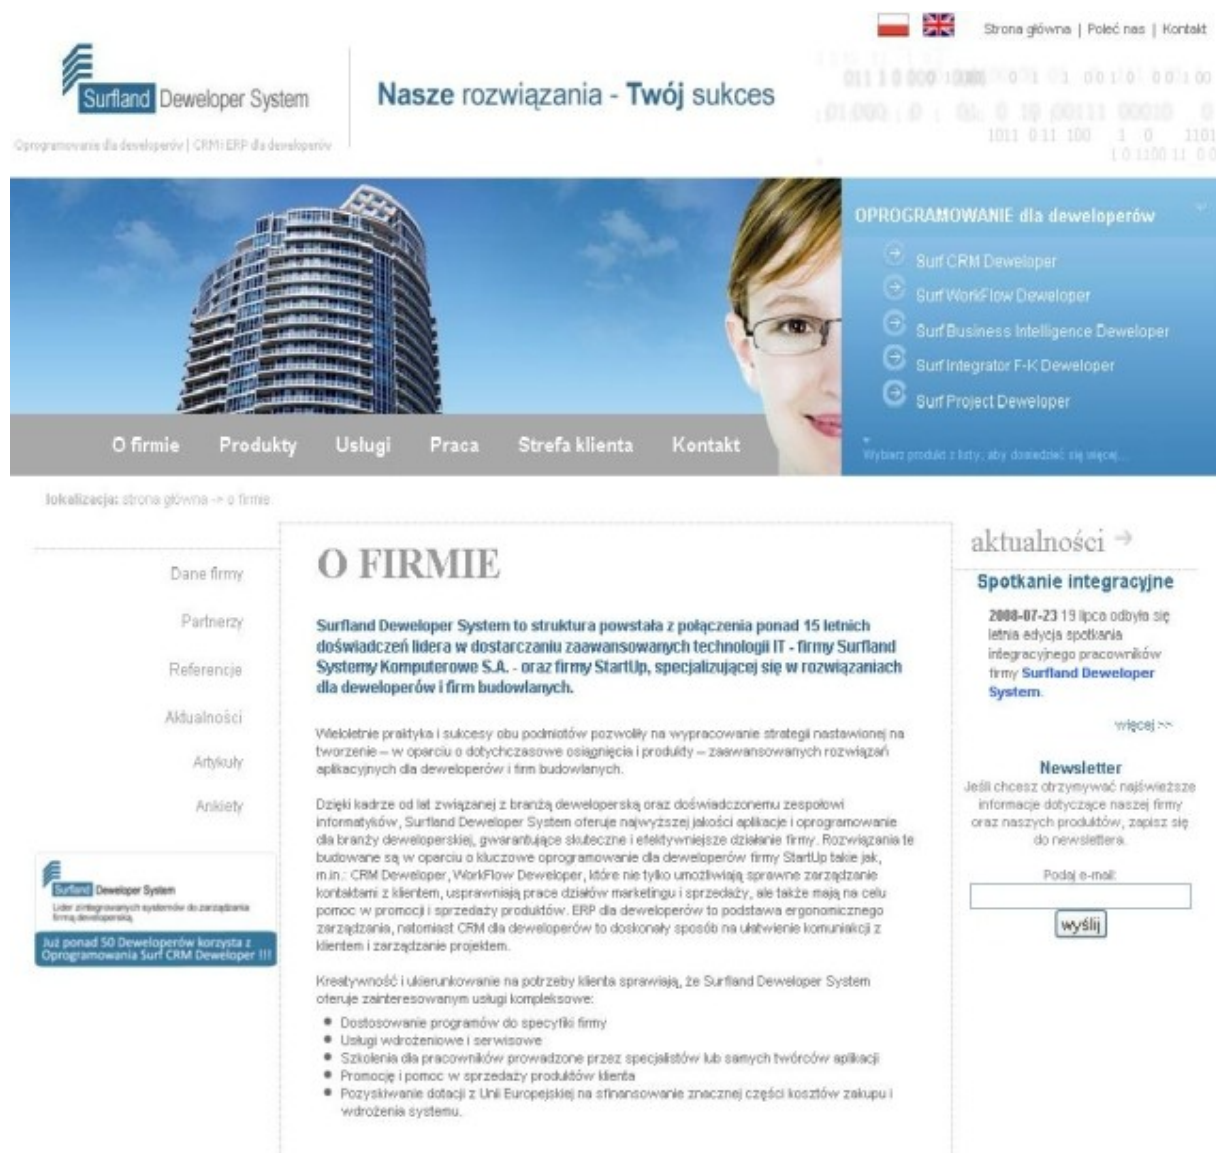 Strona główna | Poleć nas | Kontakt
Surfland Deweloper System
Nasze rozwiązania - Twój sukces
Oprogramowanie dla deweloperów | CRM i ERP dla deweloperów
OPROGRAMOWANIE dla deweloperów
Surf CRM Deweloper
Surf WorkFlow Deweloper
Surf Business Intelligence Deweloper
Surf Integrator F-K Deweloper
Surf Project Deweloper
Wybierz produkt z listy, aby dowiedzieć się więcej...
O firmie Produkty Usługi Praca Strefa klienta Kontakt
lokalizacja: strona główna -> o firmie
Dane firmy
Partnerzy
Referencje
Aktualności
Artykuły
Ankiety
Surfland Deweloper System
Lider zintegrowanych systemów do zarządzania
firmą deweloperską
Już ponad 50 Deweloperów korzysta z
Oprogramowania Surf CRM Deweloper !!!
O FIRMIE
Surfland Deweloper System to struktura powstała z połączenia ponad 15 letnich
doświadczeń lidera w dostarczaniu zaawansowanych technologii IT - firmy Surfland
Systemy Komputerowe S.A. - oraz firmy StartUp, specjalizującej się w rozwiązaniach
dla deweloperów i firm budowlanych.
Wieloletnie praktyka i sukcesy obu podmiotów pozwoliły na wypracowanie strategii nastawionej na
tworzenie – w oparciu o dotychczasowe osiągnięcia i produkty – zaawansowanych rozwiązań
aplikacyjnych dla deweloperów i firm budowlanych.
Dzięki kadrze od lat związanej z branżą deweloperską oraz doświadczonemu zespołowi
informatyków, Surfland Deweloper System oferuje najwyższej jakości aplikacje i oprogramowanie
dla branży deweloperskiej, gwarantujące skuteczne i efektywniejsze działanie firmy. Rozwiązania te
budowane są w oparciu o kluczowe oprogramowanie dla deweloperów firmy StartUp takie jak,
m.in.: CRM Deweloper, WorkFlow Deweloper, które nie tylko umożliwiają sprawne zarządzanie
kontaktami z klientem, usprawniają prace działów marketingu i sprzedaży, ale także mają na celu
pomoc w promocji i sprzedaży produktów. ERP dla deweloperów to podstawa ergonomicznego
zarządzania, natomiast CRM dla deweloperów to doskonały sposób na ułatwienie komuniakcji z
klientem i zarządzanie projektem.
Kreatywność i ukierunkowanie na potrzeby klienta sprawiają, że Surfland Deweloper System
oferuje zainteresowanym usługi kompleksowe:
Dostosowanie programów do specyfiki firmy
Usługi wdrożeniowe i serwisowe
Szkolenia dla pracowników prowadzone przez specjalistów lub samych twórców aplikacji
Promocję i pomoc w sprzedaży produktów klienta
Pozyskiwanie dotacji z Unii Europejskiej na sfinansowanie znacznej części kosztów zakupu i
wdrożenia systemu.
aktualności
Spotkanie integracyjne
2008-07-23 19 lipca odbyła się
letnia edycja spotkania
integracyjnego pracowników
firmy Surfland Deweloper
System.
więcej >>
Newsletter
Jeśli chcesz otrzymywać najświeższe
informacje dotyczące naszej firmy
oraz naszych produktów, zapisz się
do newslettera.
Podaj e-mail:
wyślij